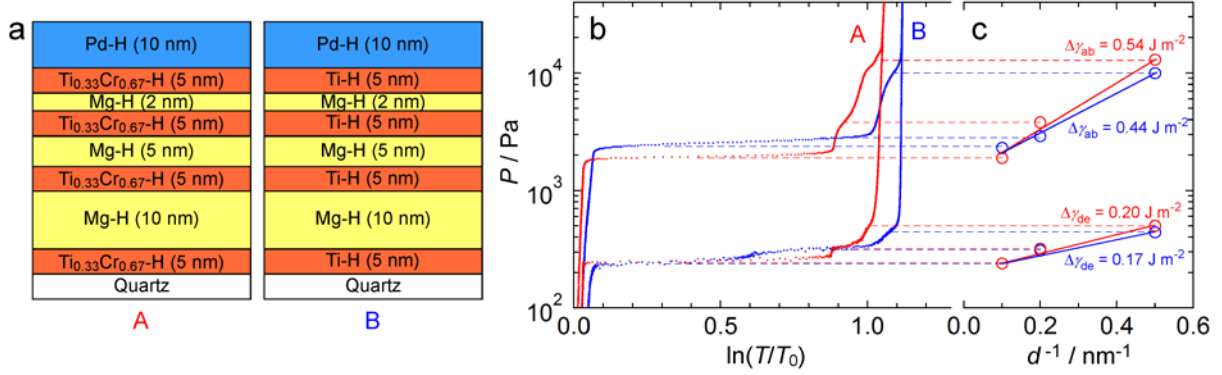 a
Pd-H (10 nm)
Ti0.33Cr0.67-H (5 nm)
Mg-H (2 nm)
Ti0.33Cr0.67-H (5 nm)
Mg-H (5 nm)
Ti0.33Cr0.67-H (5 nm)
Mg-H (10 nm)
Ti0.33Cr0.67-H (5 nm)
Quartz
A
Pd-H (10 nm)
Ti-H (5 nm)
Mg-H (2 nm)
Ti-H (5 nm)
Mg-H (5 nm)
Ti-H (5 nm)
Mg-H (10 nm)
Ti-H (5 nm)
Quartz
B
b
A
B
P / Pa
10^4
10^3
10^2
0.0
0.5
1.0
ln(T/T0)
c
Δγab = 0.54 J m^-2
Δγab = 0.44 J m^-2
Δγde = 0.20 J m^-2
Δγde = 0.17 J m^-2
0.0
0.2
0.4
0.6
d^-1 / nm^-1